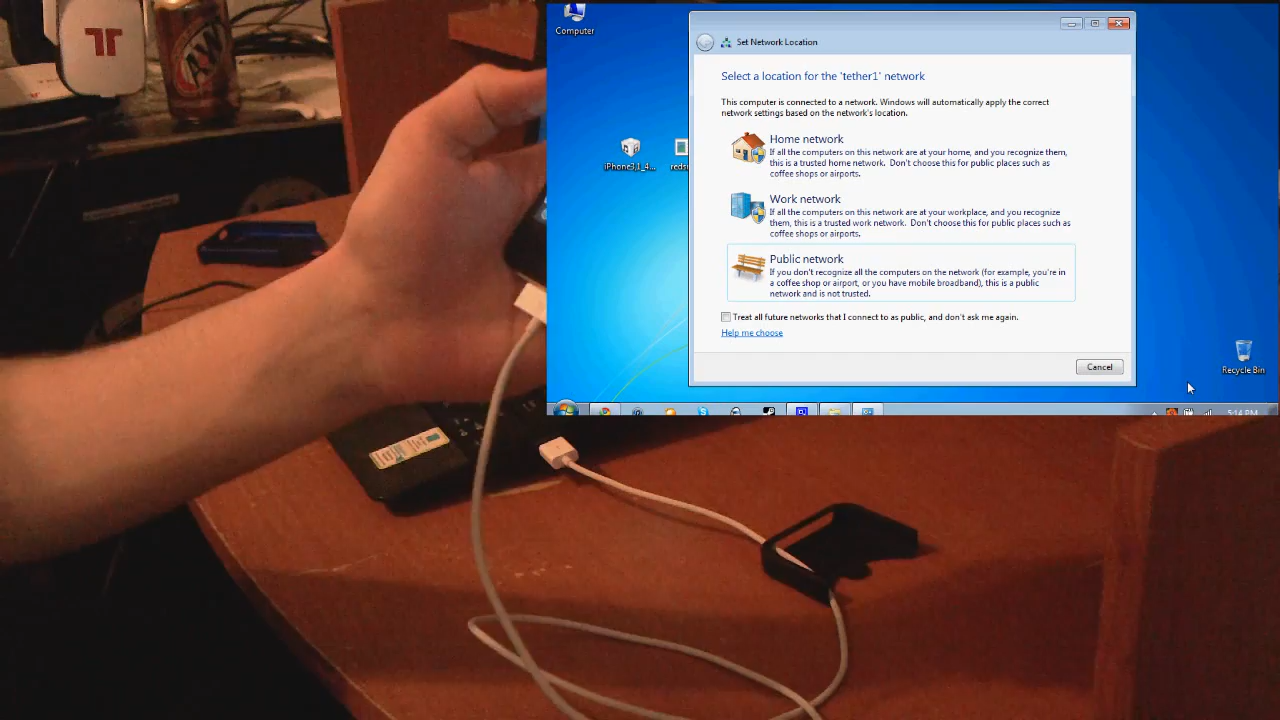 A&W
Computer
Set Network Location
Select a location for the 'tether1' network
This computer is connected to a network. Windows will automatically apply the correct
network settings based on the network's location.
iPhone3,1_4...
Home network
If all the computers on this network are at your home, and you recognize them,
this is a trusted home network. Don't choose this for public places such as
coffee shops or airports.
Work network
If all the computers on this network are at your workplace, and you recognize
them, this is a trusted work network. Don't choose this for public places such as
coffee shops or airports.
Public network
If you don't recognize all the computers on the network (for example, you're in
a coffee shop or airport, or you have mobile broadband), this is a public
network and is not trusted.
Treat all future networks that I connect to as public, and don't ask me again.
Help me choose
Cancel
Recycle Bin
5:14 PM